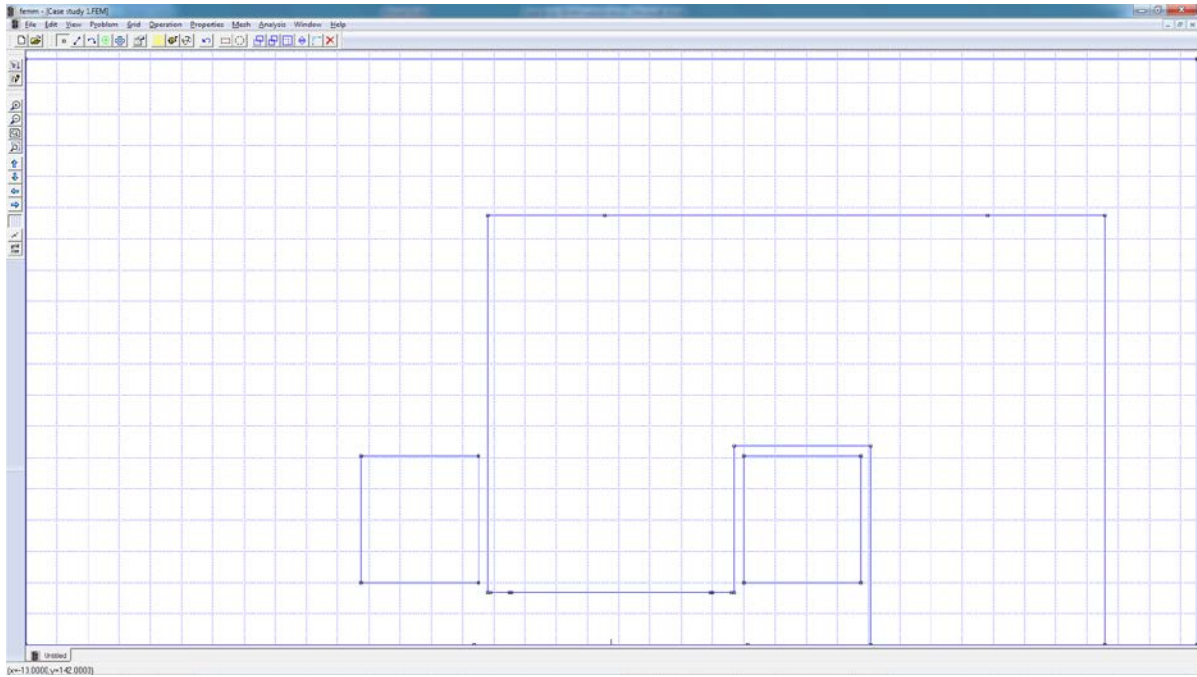 femm - [Case study 1.FEM]
File Edit View Problem Grid Operation Properties Mesh Analysis Window Help
Untitled
(x=-13.0000,y=142.0000)